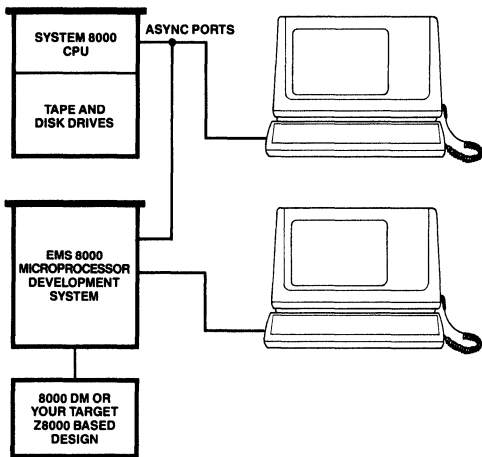 SYSTEM 8000
CPU
ASYNC PORTS
TAPE AND
DISK DRIVES
EMS 8000
MICROPROCESSOR
DEVELOPMENT
SYSTEM
8000 DM OR
YOUR TARGET
Z8000 BASED
DESIGN